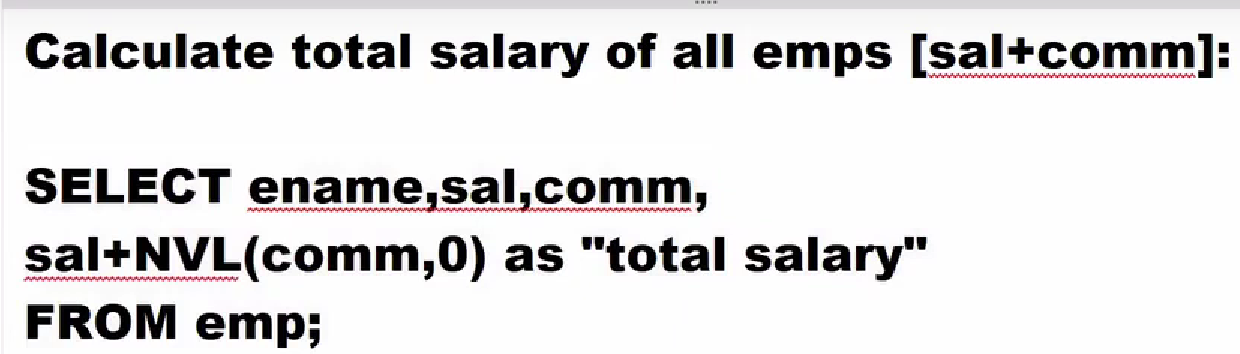 Calculate total salary of all emps [sal+comm]:
SELECT ename,sal,comm,
sal+NVL(comm,0) as "total salary"
FROM emp;